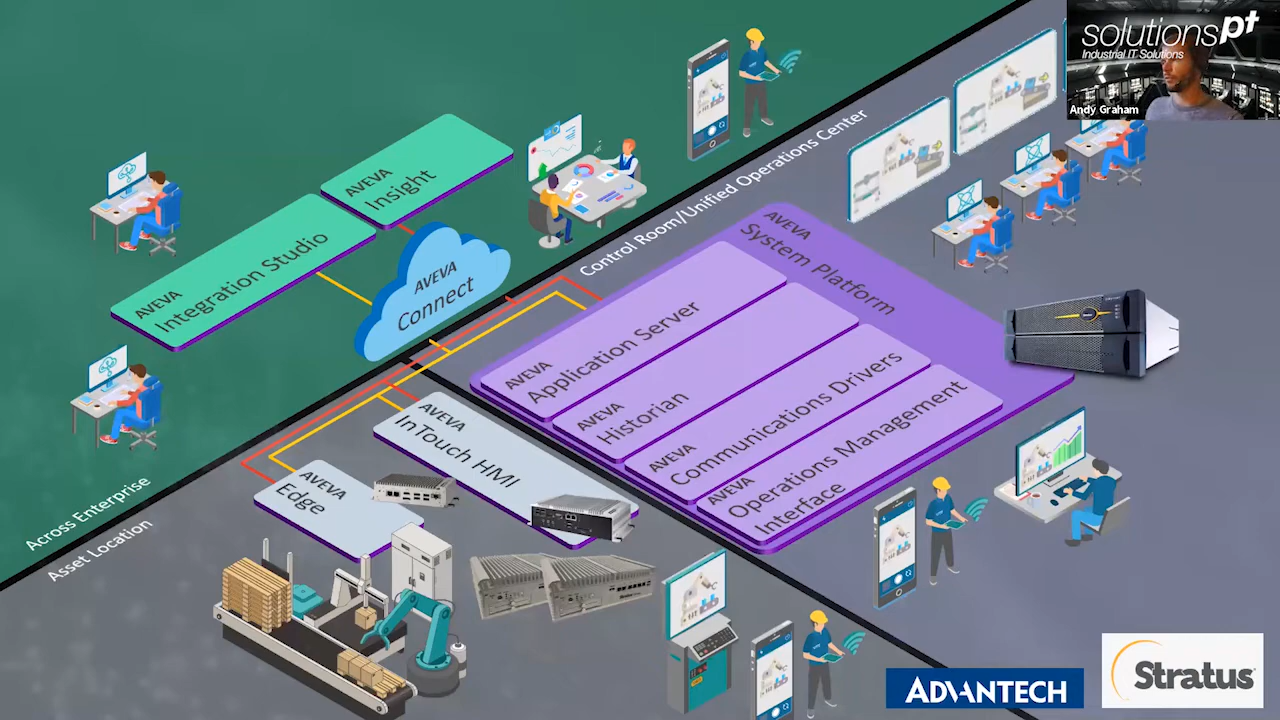 solutionspt
Industrial IT Solutions
Andy Graham
Control Room/Unified Operations Center
AVEVA
Insight
AVEVA
Integration Studio
AVEVA
Connect
AVEVA
System Platform
AVEVA
Application Server
AVEVA
Historian
AVEVA
Communications Drivers
AVEVA
Operations Management
Interface
AVEVA
InTouch HMI
AVEVA
Edge
Across Enterprise
Asset Location
ADVANTECH
Stratus